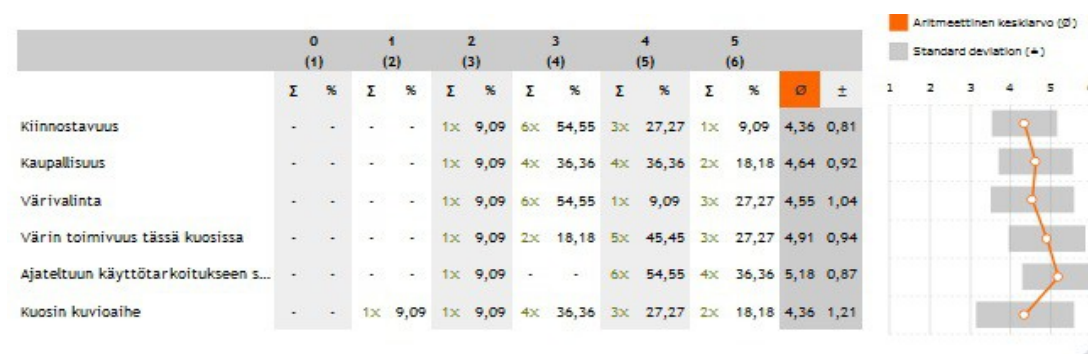 Aritmeettinen keskiarvo (Ø)
Standard deviation (±)
0 1 2 3 4 5
(1) (2) (3) (4) (5) (6)
Σ % Σ % Σ % Σ % Σ % Σ % Ø ±
1 2 3 4 5
Kiinnostavuus - - - - 1x 9,09 6x 54,55 3x 27,27 1x 9,09 4,36 0,81
Kaupallisuus - - - - 1x 9,09 4x 36,36 4x 36,36 2x 18,18 4,64 0,92
Värivalinta - - - - 1x 9,09 6x 54,55 1x 9,09 3x 27,27 4,55 1,04
Värin toimivuus tässä kuosissa - - - - 1x 9,09 2x 18,18 5x 45,45 3x 27,27 4,91 0,94
Ajateltuun käyttötarkoitukseen s... - - - - 1x 9,09 - - 6x 54,55 4x 36,36 5,18 0,87
Kuosin kuvioaihe - - 1x 9,09 1x 9,09 4x 36,36 3x 27,27 2x 18,18 4,36 1,21